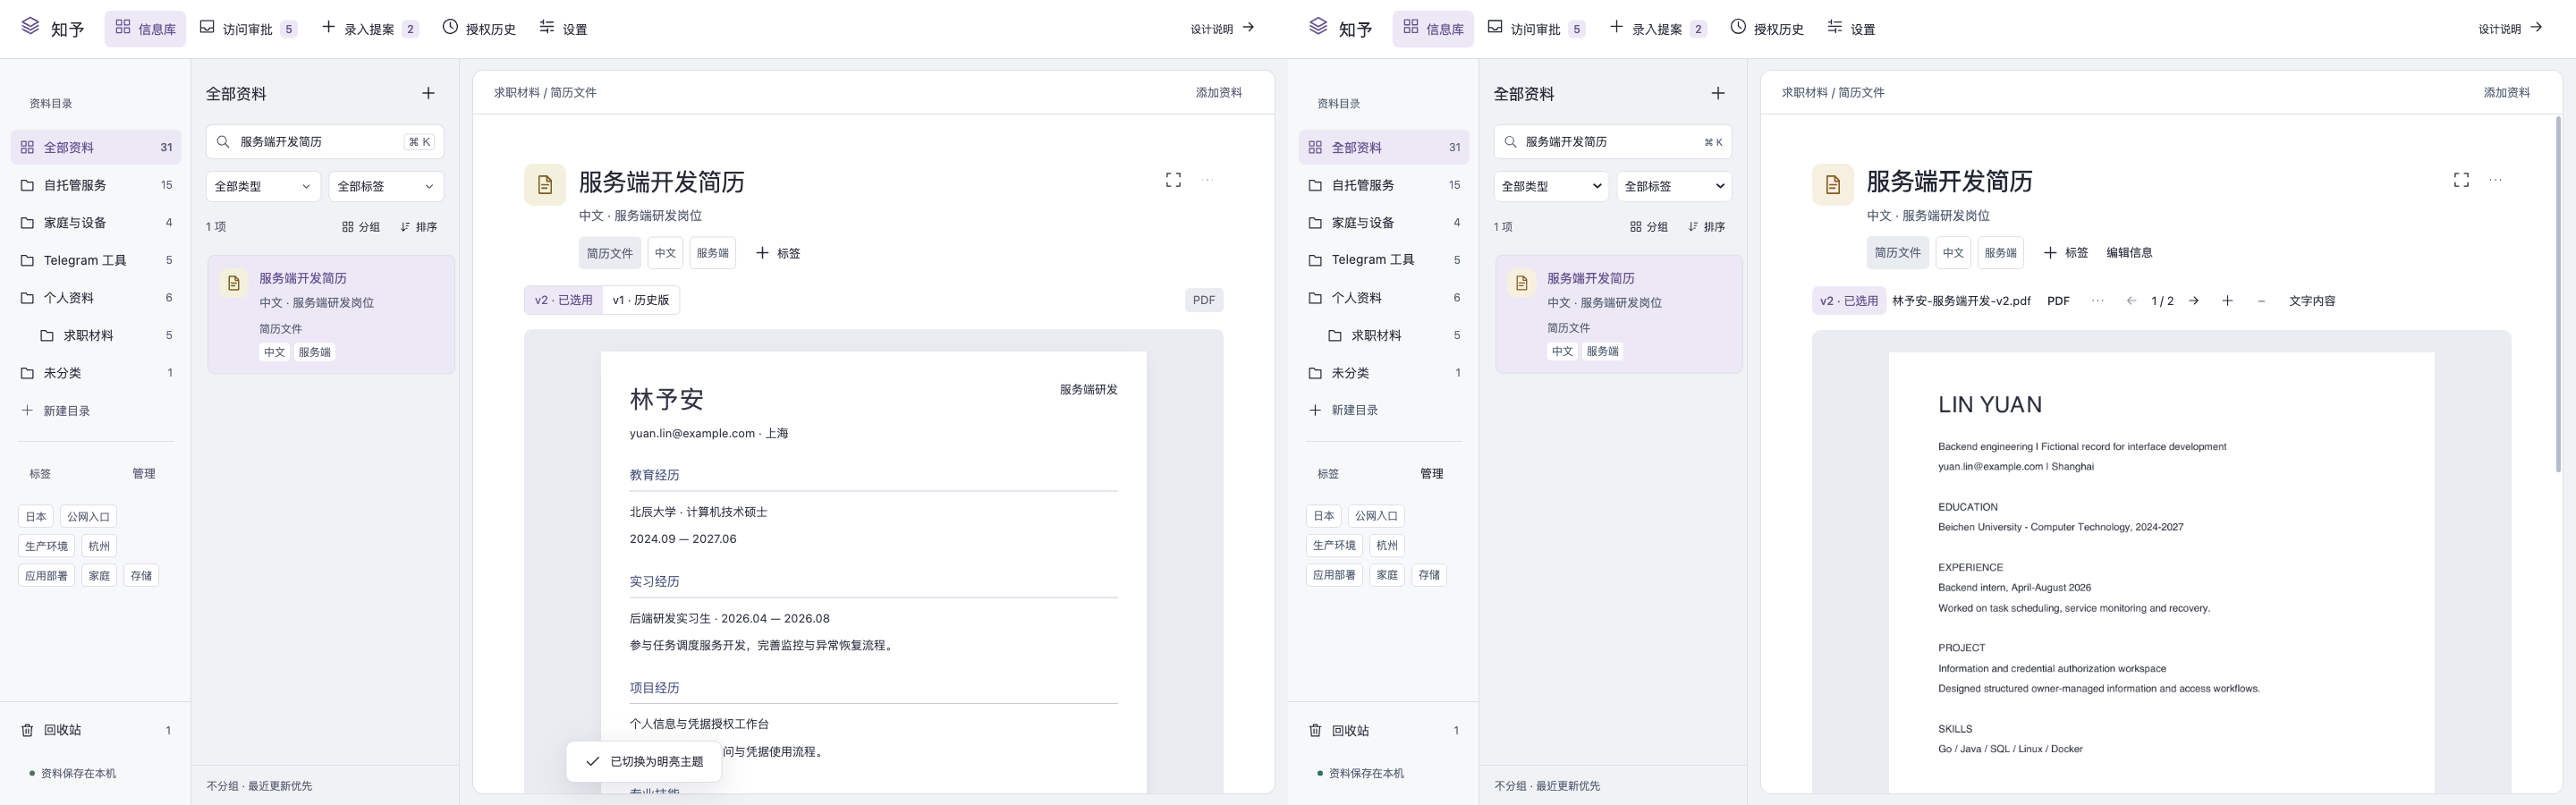 知予
信息库
访问审批 5
录入提案 2
授权历史
设置
设计说明
资料目录
全部资料 31
自托管服务 15
家庭与设备 4
Telegram 工具 5
个人资料 6
求职材料 5
未分类 1
新建目录
标签 管理
日本 公网入口
生产环境 杭州
应用部署 家庭 存储
回收站 1
资料保存在本机
全部资料
服务端开发简历 ⌘ K
全部类型 全部标签
1 项 分组 排序
服务端开发简历
中文 · 服务端研发岗位
简历文件
中文 服务端
不分组 · 最近更新优先
求职材料 / 简历文件 添加资料
服务端开发简历
中文 · 服务端研发岗位
简历文件 中文 服务端 标签
v2 · 已选用 v1 · 历史版 PDF
林予安 服务端研发
yuan.lin@example.com · 上海
教育经历
北辰大学 · 计算机技术硕士
2024.09 — 2027.06
实习经历
后端研发实习生 · 2026.04 — 2026.08
参与任务调度服务开发，完善监控与异常恢复流程。
项目经历
个人信息与凭据授权工作台
问与凭据使用流程。
已切换为明亮主题
知予
信息库
访问审批 5
录入提案 2
授权历史
设置
设计说明
资料目录
全部资料 31
自托管服务 15
家庭与设备 4
Telegram 工具 5
个人资料 6
求职材料 5
未分类 1
新建目录
标签 管理
日本 公网入口
生产环境 杭州
应用部署 家庭 存储
回收站 1
资料保存在本机
全部资料
服务端开发简历 ⌘ K
全部类型 全部标签
1 项 分组 排序
服务端开发简历
中文 · 服务端研发岗位
简历文件
中文 服务端
不分组 · 最近更新优先
求职材料 / 简历文件 添加资料
服务端开发简历
中文 · 服务端研发岗位
简历文件 中文 服务端 标签 编辑信息
v2 · 已选用 林予安-服务端开发-v2.pdf PDF 1 / 2 文字内容
LIN YUAN
Backend engineering | Fictional record for interface development
yuan.lin@example.com | Shanghai
EDUCATION
Beichen University - Computer Technology, 2024-2027
EXPERIENCE
Backend intern, April-August 2026
Worked on task scheduling, service monitoring and recovery.
PROJECT
Information and credential authorization workspace
Designed structured owner-managed information and access workflows.
SKILLS
Go / Java / SQL / Linux / Docker